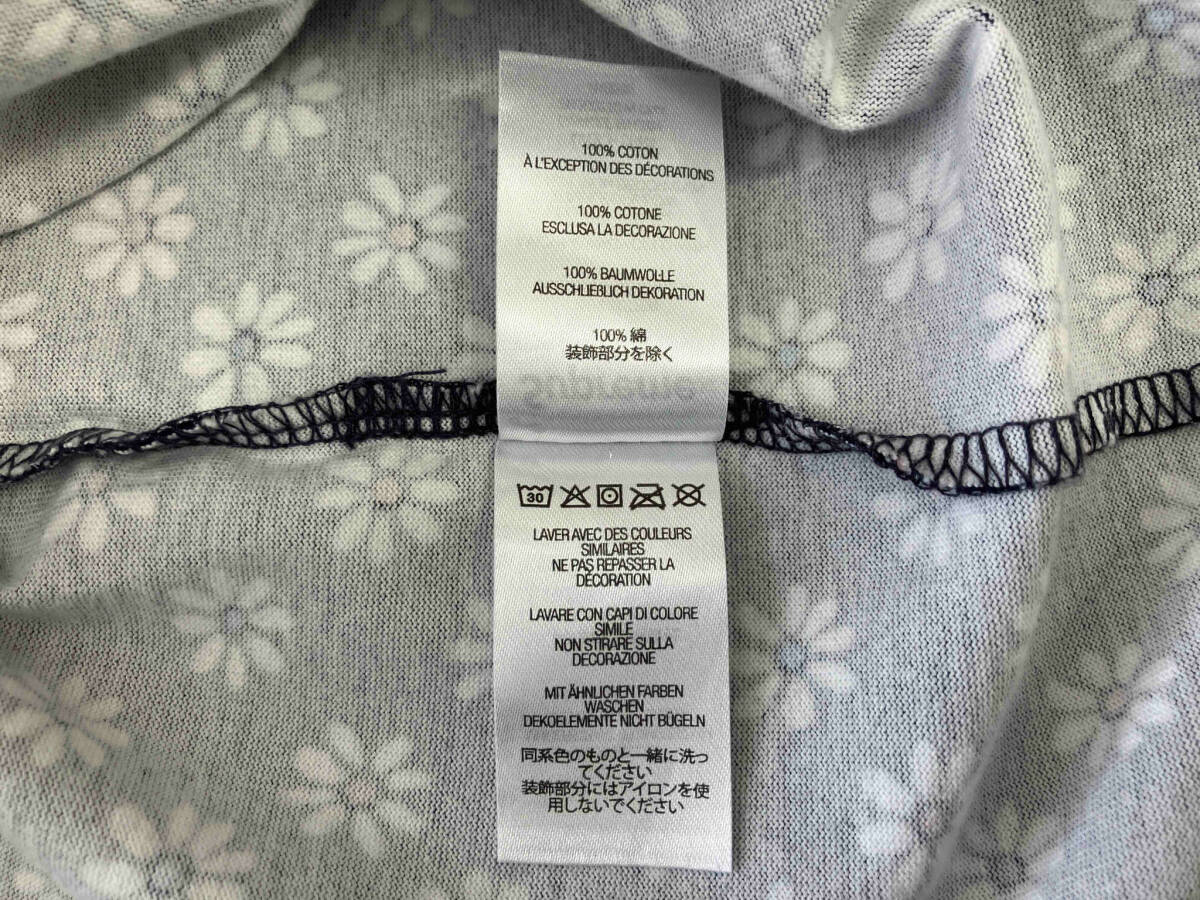 100% COTON
À L'EXCEPTION DES DÉCORATIONS
100% COTONE
ESCLUSA LA DECORAZIONE
100% BAUMWOLLE
AUSSCHLIEßLICH DEKORATION
100% 綿
装飾部分を除く
Supreme
30
LAVER AVEC DES COULEURS
SIMILAIRES
NE PAS REPASSER LA
DÉCORATION
LAVARE CON CAPI DI COLORE
SIMILE
NON STIRARE SULLA
DECORAZIONE
MIT ÄHNLICHEN FARBEN
WASCHEN
DEKOELEMENTE NICHT BÜGELN
同系色のものと一緒に洗っ
てください
装飾部分にはアイロンを使
用しないでください